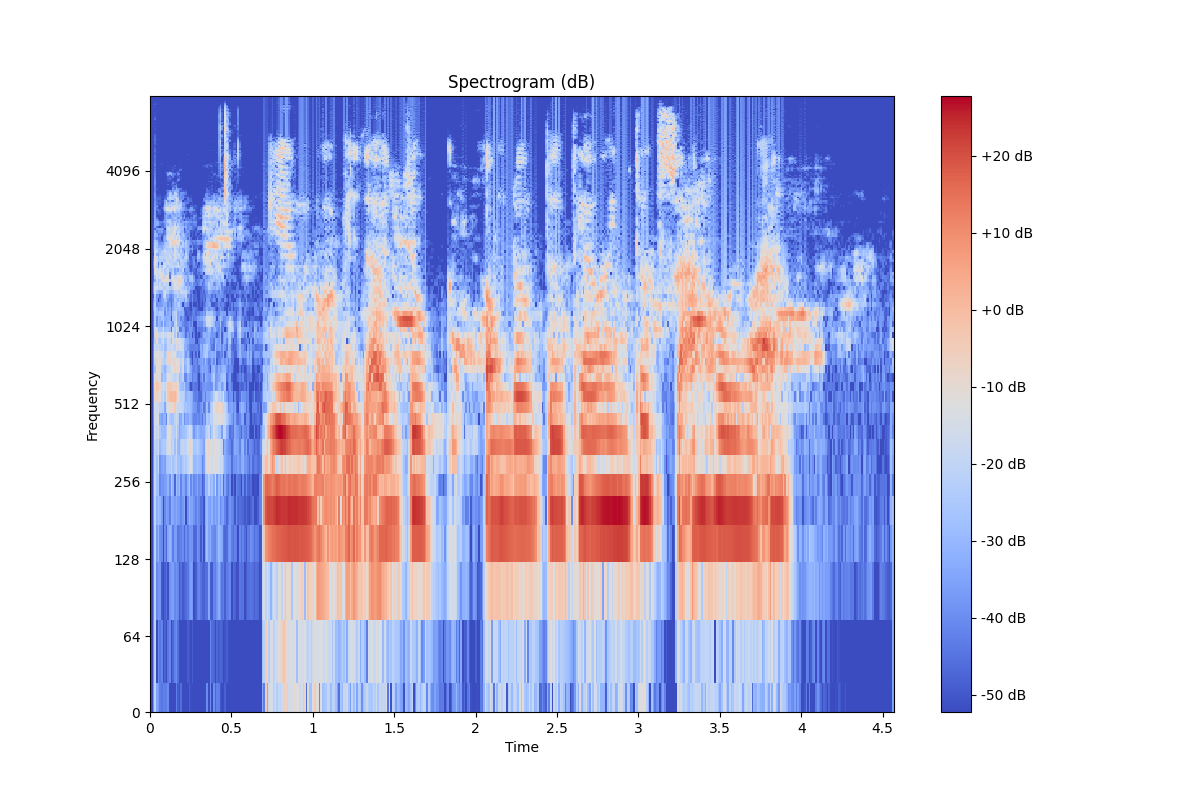 Spectrogram (dB)
Frequency
4096
2048
1024
512
256
128
64
0
0 0.5 1 1.5 2 2.5 3 3.5 4 4.5
Time
+20 dB
+10 dB
+0 dB
-10 dB
-20 dB
-30 dB
-40 dB
-50 dB